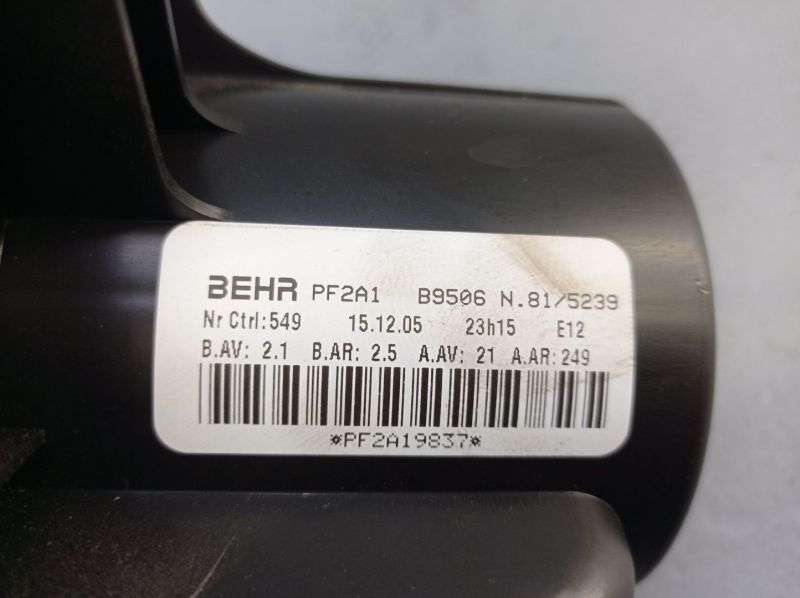 BEHR PF2A1 B9506 N.81/5239
Nr Ctrl:549 15.12.05 23h15 E12
B.AV: 2.1 B.AR: 2.5 A.AV: 21 A.AR: 249
*PF2A19837*